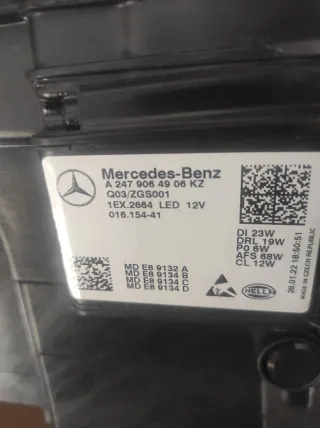 Mercedes-Benz
A 247 906 49 06 KZ
Q03/ZGS001
1EX.2664 LED 12V
016.154-41
DI 23W
DRL 19W
PO 6W
AFS 68W
CL 12W
MD E8 9132 A
MD E8 9134 B
MD E8 9134 C
MD E8 9134 D
HELLA
28.01.22 18:50:51
MADE IN CZECH REPUBLIC